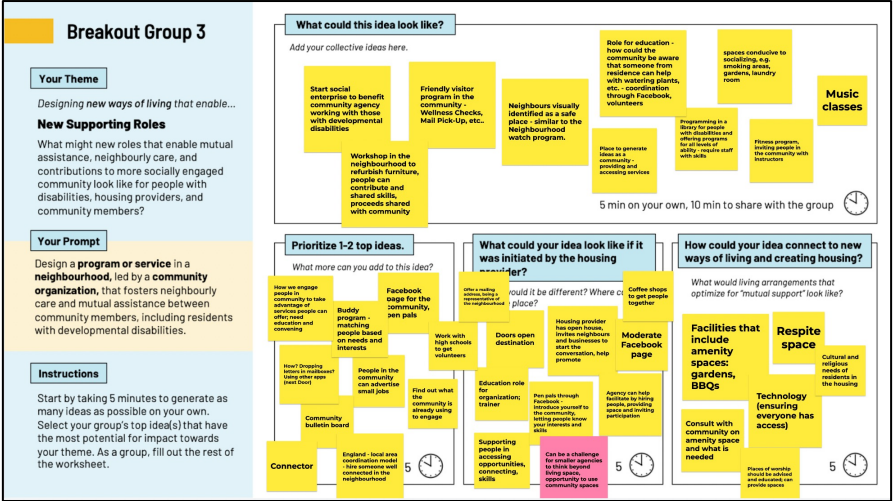 Breakout Group 3
Your Theme
Designing new ways of living that enable...
New Supporting Roles
What might new roles that enable mutual
assistance, neighbourly care, and
contributions to more socially engaged
community look like for people with
disabilities, housing providers, and
community members?
Your Prompt
Design a program or service in a
neighbourhood, led by a community
organization, that fosters neighbourly
care and mutual assistance between
community members, including residents
with developmental disabilities.
Instructions
Start by taking 5 minutes to generate as
many ideas as possible on your own.
Select your group's top idea(s) that have
the most potential for impact towards
your theme. As a group, fill out the rest of
the worksheet.
What could this idea look like?
Add your collective ideas here.
Start social
enterprise to benefit
community agency
working with those
with developmental
disabilities
Friendly visitor
program in the
community -
Wellness Checks,
Mail Pick-Up, etc..
Workshop in the
neighbourhood to
refurbish furniture,
people can
contribute and
shared skills,
proceeds shared
with community
Neighbours visually
identified as a safe
place - similar to the
Neighbourhood
watch program.
Role for education -
how could the
community be aware
that someone from
residence can help
with watering plants,
etc. - coordination
through Facebook,
volunteers
Place to generate
ideas as a
community -
providing and
accessing services
spaces conducive to
socializing, e.g.
smoking areas,
gardens, laundry
room
Programming in a
library for people
with disabilities and
offering programs
for all levels of
ability - require staff
with skills
Fitness program,
inviting people in
the community with
instructors
Music
classes
5 min on your own, 10 min to share with the group
Prioritize 1-2 top ideas.
What more can you add to this idea?
How we engage
people in
community to take
advantage of
services people can
offer; need
education and
convening
Buddy
program -
matching
people based
on needs and
interests
Facebook
page for the
community,
pen pals
Work with
high schools
to get
volunteers
How? Dropping
letters in mailboxes?
Using other apps
(next Door)
People in the
community
can advertise
small jobs
Find out what
the
community is
already using
to engage
Community
bulletin board
Connector
England - local area
coordination model
- hire someone well
connected in the
neighbourhood
5
What could your idea look like if it
was initiated by the housing
provider?
would it be different? Where
place?
Offer a mailing
address, being a
representative of
the neighbourhood
Doors open
destination
Housing provider
has open house,
invites neighbours
and businesses to
start the
conversation, help
promote
Coffee shops
to get people
together
Moderate
Facebook
page
Education role
for
organization;
trainer
Pen pals through
Facebook -
introduce yourself to
the community,
letting people know
your interests and
skills
Agency can help
facilitate by hiring
people, providing
space and inviting
participation
Supporting
people in
accessing
opportunities,
connecting,
skills
Can be a challenge
for smaller agencies
to think beyond
living space,
opportunity to use
community spaces
5
How could your idea connect to new
ways of living and creating housing?
What would living arrangements that
optimize for "mutual support" look like?
Facilities that
include
amenity
spaces:
gardens,
BBQs
Respite
space
Cultural and
religious
needs of
residents in
the housing
Technology
(ensuring
everyone has
access)
Consult with
community on
amenity space
and what is
needed
Places of worship
should be advised
and educated; can
provide spaces
5